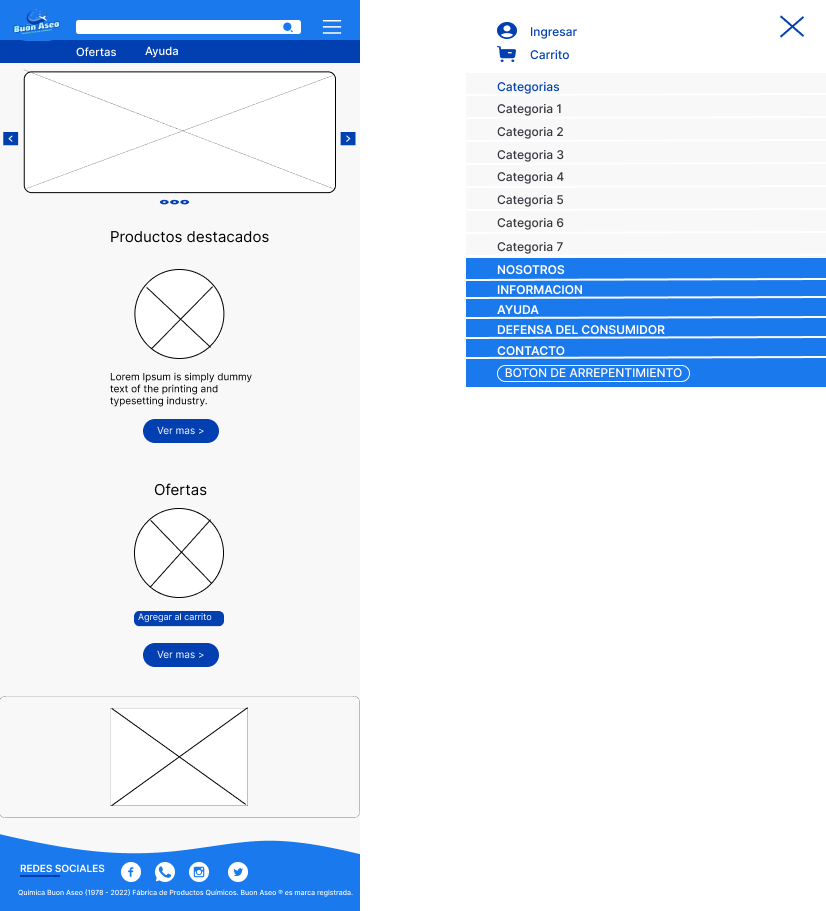 Buon Aseo
Ofertas
Ayuda
<
>
Productos destacados
Lorem Ipsum is simply dummy
text of the printing and
typesetting industry.
Ver mas >
Ofertas
Agregar al carrito
Ver mas >
REDES SOCIALES
Quimica Buon Aseo (1978 - 2022) Fábrica de Productos Químicos. Buon Aseo ® es marca registrada.
Ingresar
Carrito
Categorias
Categoria 1
Categoria 2
Categoria 3
Categoria 4
Categoria 5
Categoria 6
Categoria 7
NOSOTROS
INFORMACION
AYUDA
DEFENSA DEL CONSUMIDOR
CONTACTO
BOTON DE ARREPENTIMIENTO